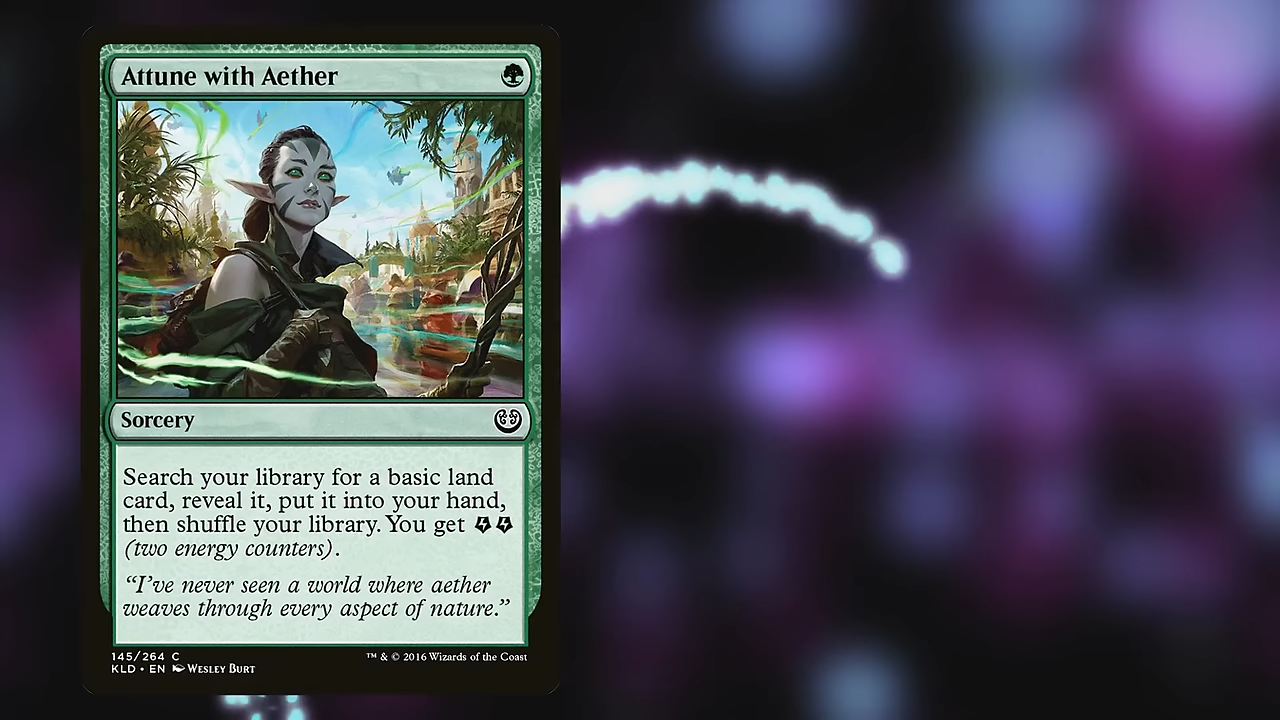 Attune with Aether
Sorcery
Search your library for a basic land
card, reveal it, put it into your hand,
then shuffle your library. You get
(two energy counters).
“I’ve never seen a world where aether
weaves through every aspect of nature.”
145/264 C
KLD • EN Wesley Burt
™ & © 2016 Wizards of the Coast